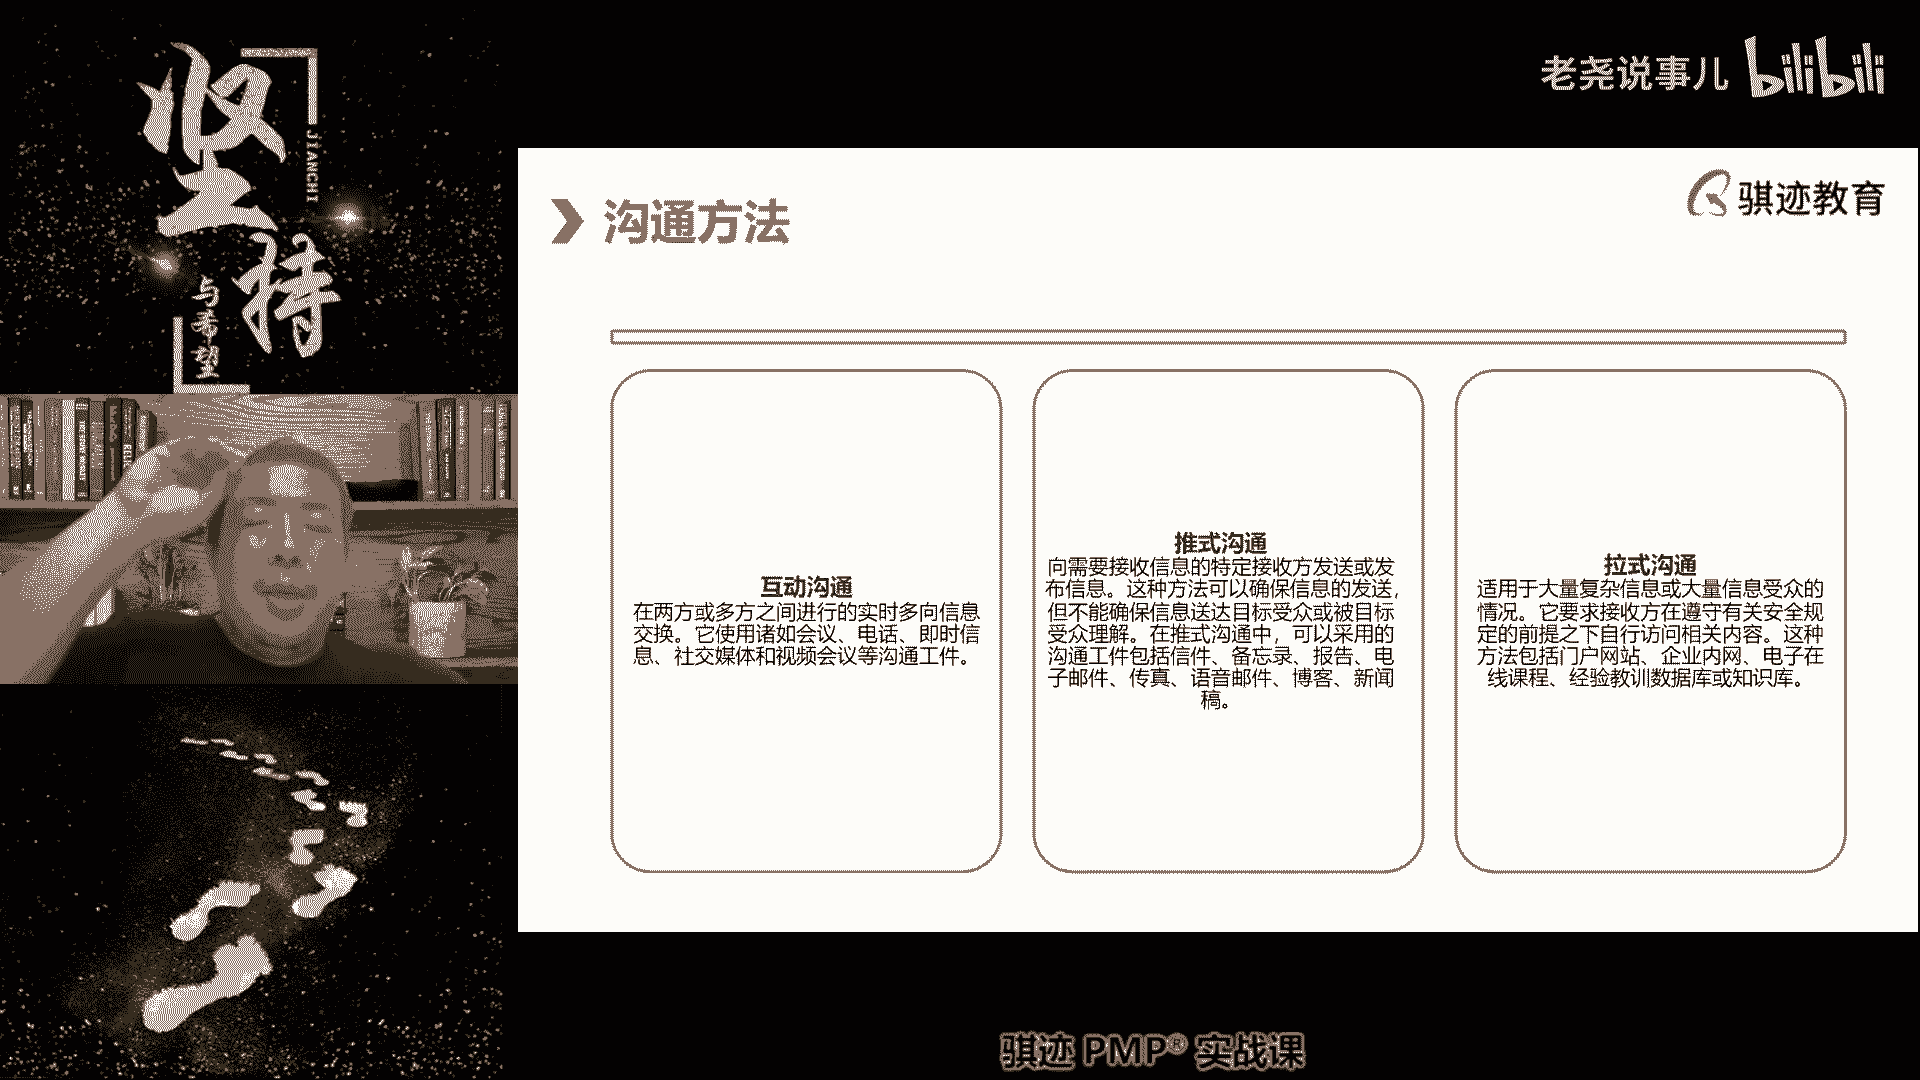 坚持
JIANCHI
与希望
老尧说事儿 bilibili
骐迹教育
沟通方法
互动沟通
在两方或多方之间进行的实时多向信息
交换。它使用诸如会议、电话、即时信
息、社交媒体和视频会议等沟通工件。
推式沟通
向需要接收信息的特定接收方发送或发
布信息。这种方法可以确保信息的发送，
但不能确保信息送达目标受众或被目标
受众理解。在推式沟通中，可以采用的
沟通工件包括信件、备忘录、报告、电
子邮件、传真、语音邮件、博客、新闻
稿。
拉式沟通
适用于大量复杂信息或大量信息受众的
情况。它要求接收方在遵守有关安全规
定的前提之下自行访问相关内容。这种
方法包括门户网站、企业内网、电子在
线课程、经验教训数据库或知识库。
骐迹 PMP® 实战课